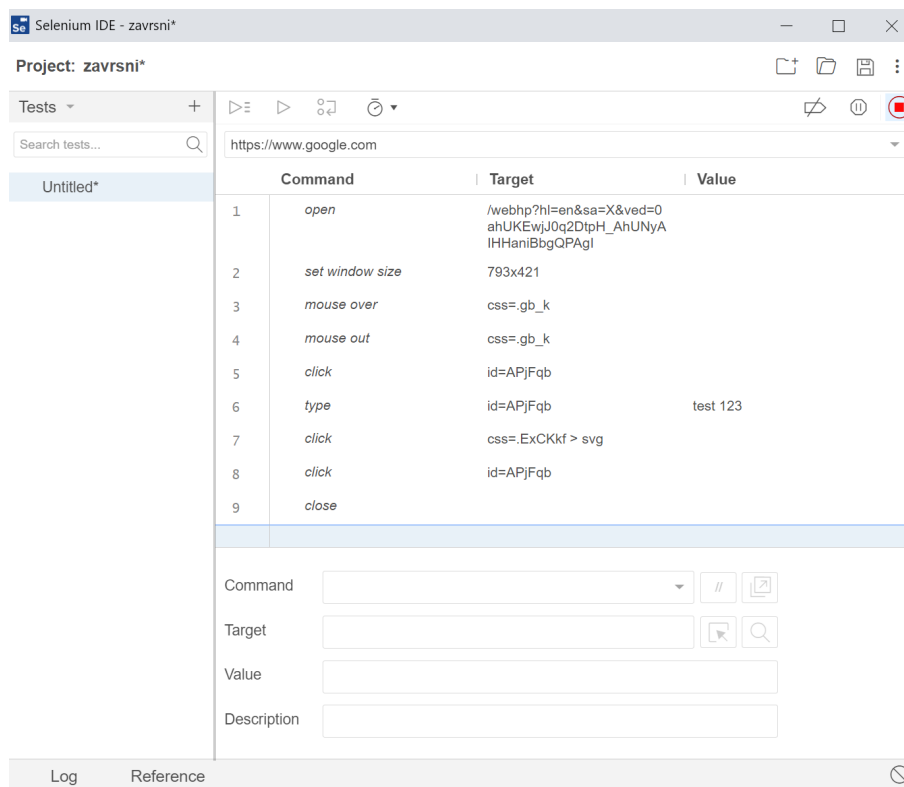 Se Selenium IDE - zavrsni*
Project: zavrsni*
Tests
Search tests...
https://www.google.com
Untitled*
Command Target Value
1 open /webhp?hl=en&sa=X&ved=0
ahUKEwjJ0q2DtpH_AhUNyA
IHHaniBbgQPAgI
2 set window size 793x421
3 mouse over css=.gb_k
4 mouse out css=.gb_k
5 click id=APjFqb
6 type id=APjFqb test 123
7 click css=.ExCKkf > svg
8 click id=APjFqb
9 close
Command //
Target
Value
Description
Log Reference